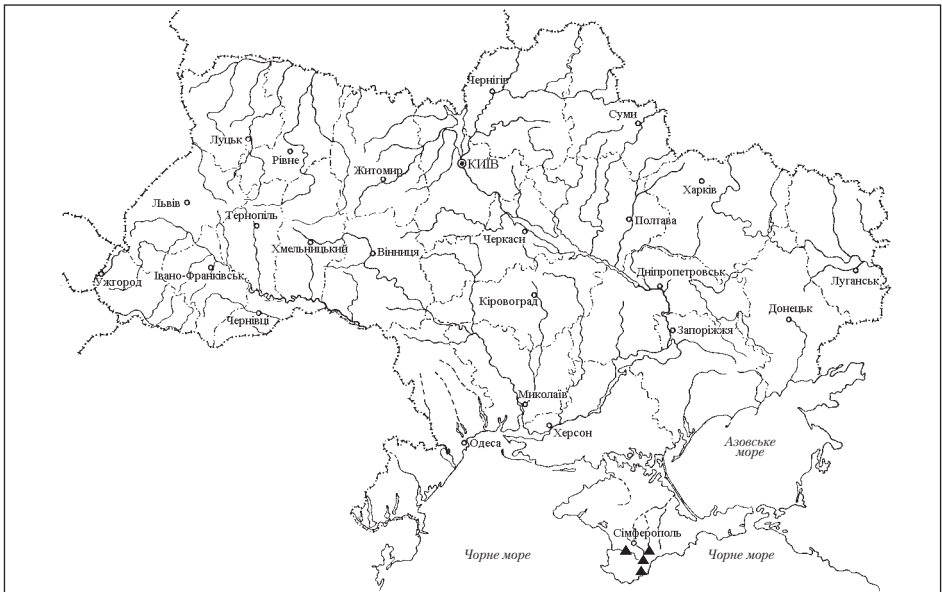 Чернігів
Суми
Луцьк
Рівне
КИЇВ
Житомир
Харків
Львів
Тернопіль
Полтава
Черкаси
Хмельницький
Вінниця
Ужгород
Івано-Франківськ
Дніпропетровськ
Луганськ
Кіровоград
Донецьк
Чернівці
Запоріжжя
Миколаїв
Херсон
Одеса
Азовське
море
Сімферополь
Чорне море
Чорне море